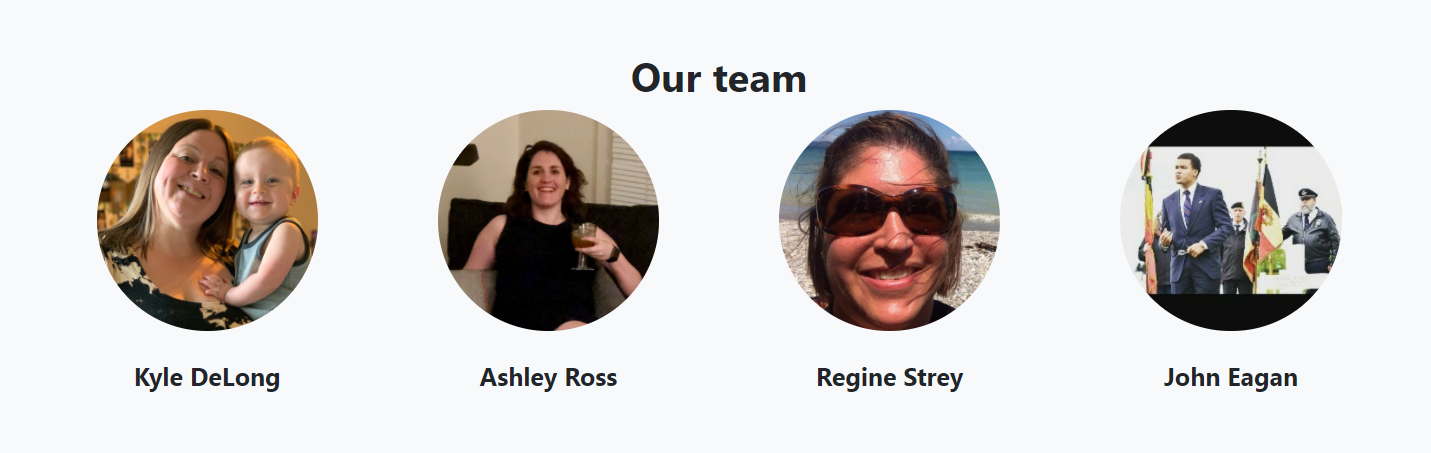 Our team
Kyle DeLong
Ashley Ross
Regine Strey
John Eagan